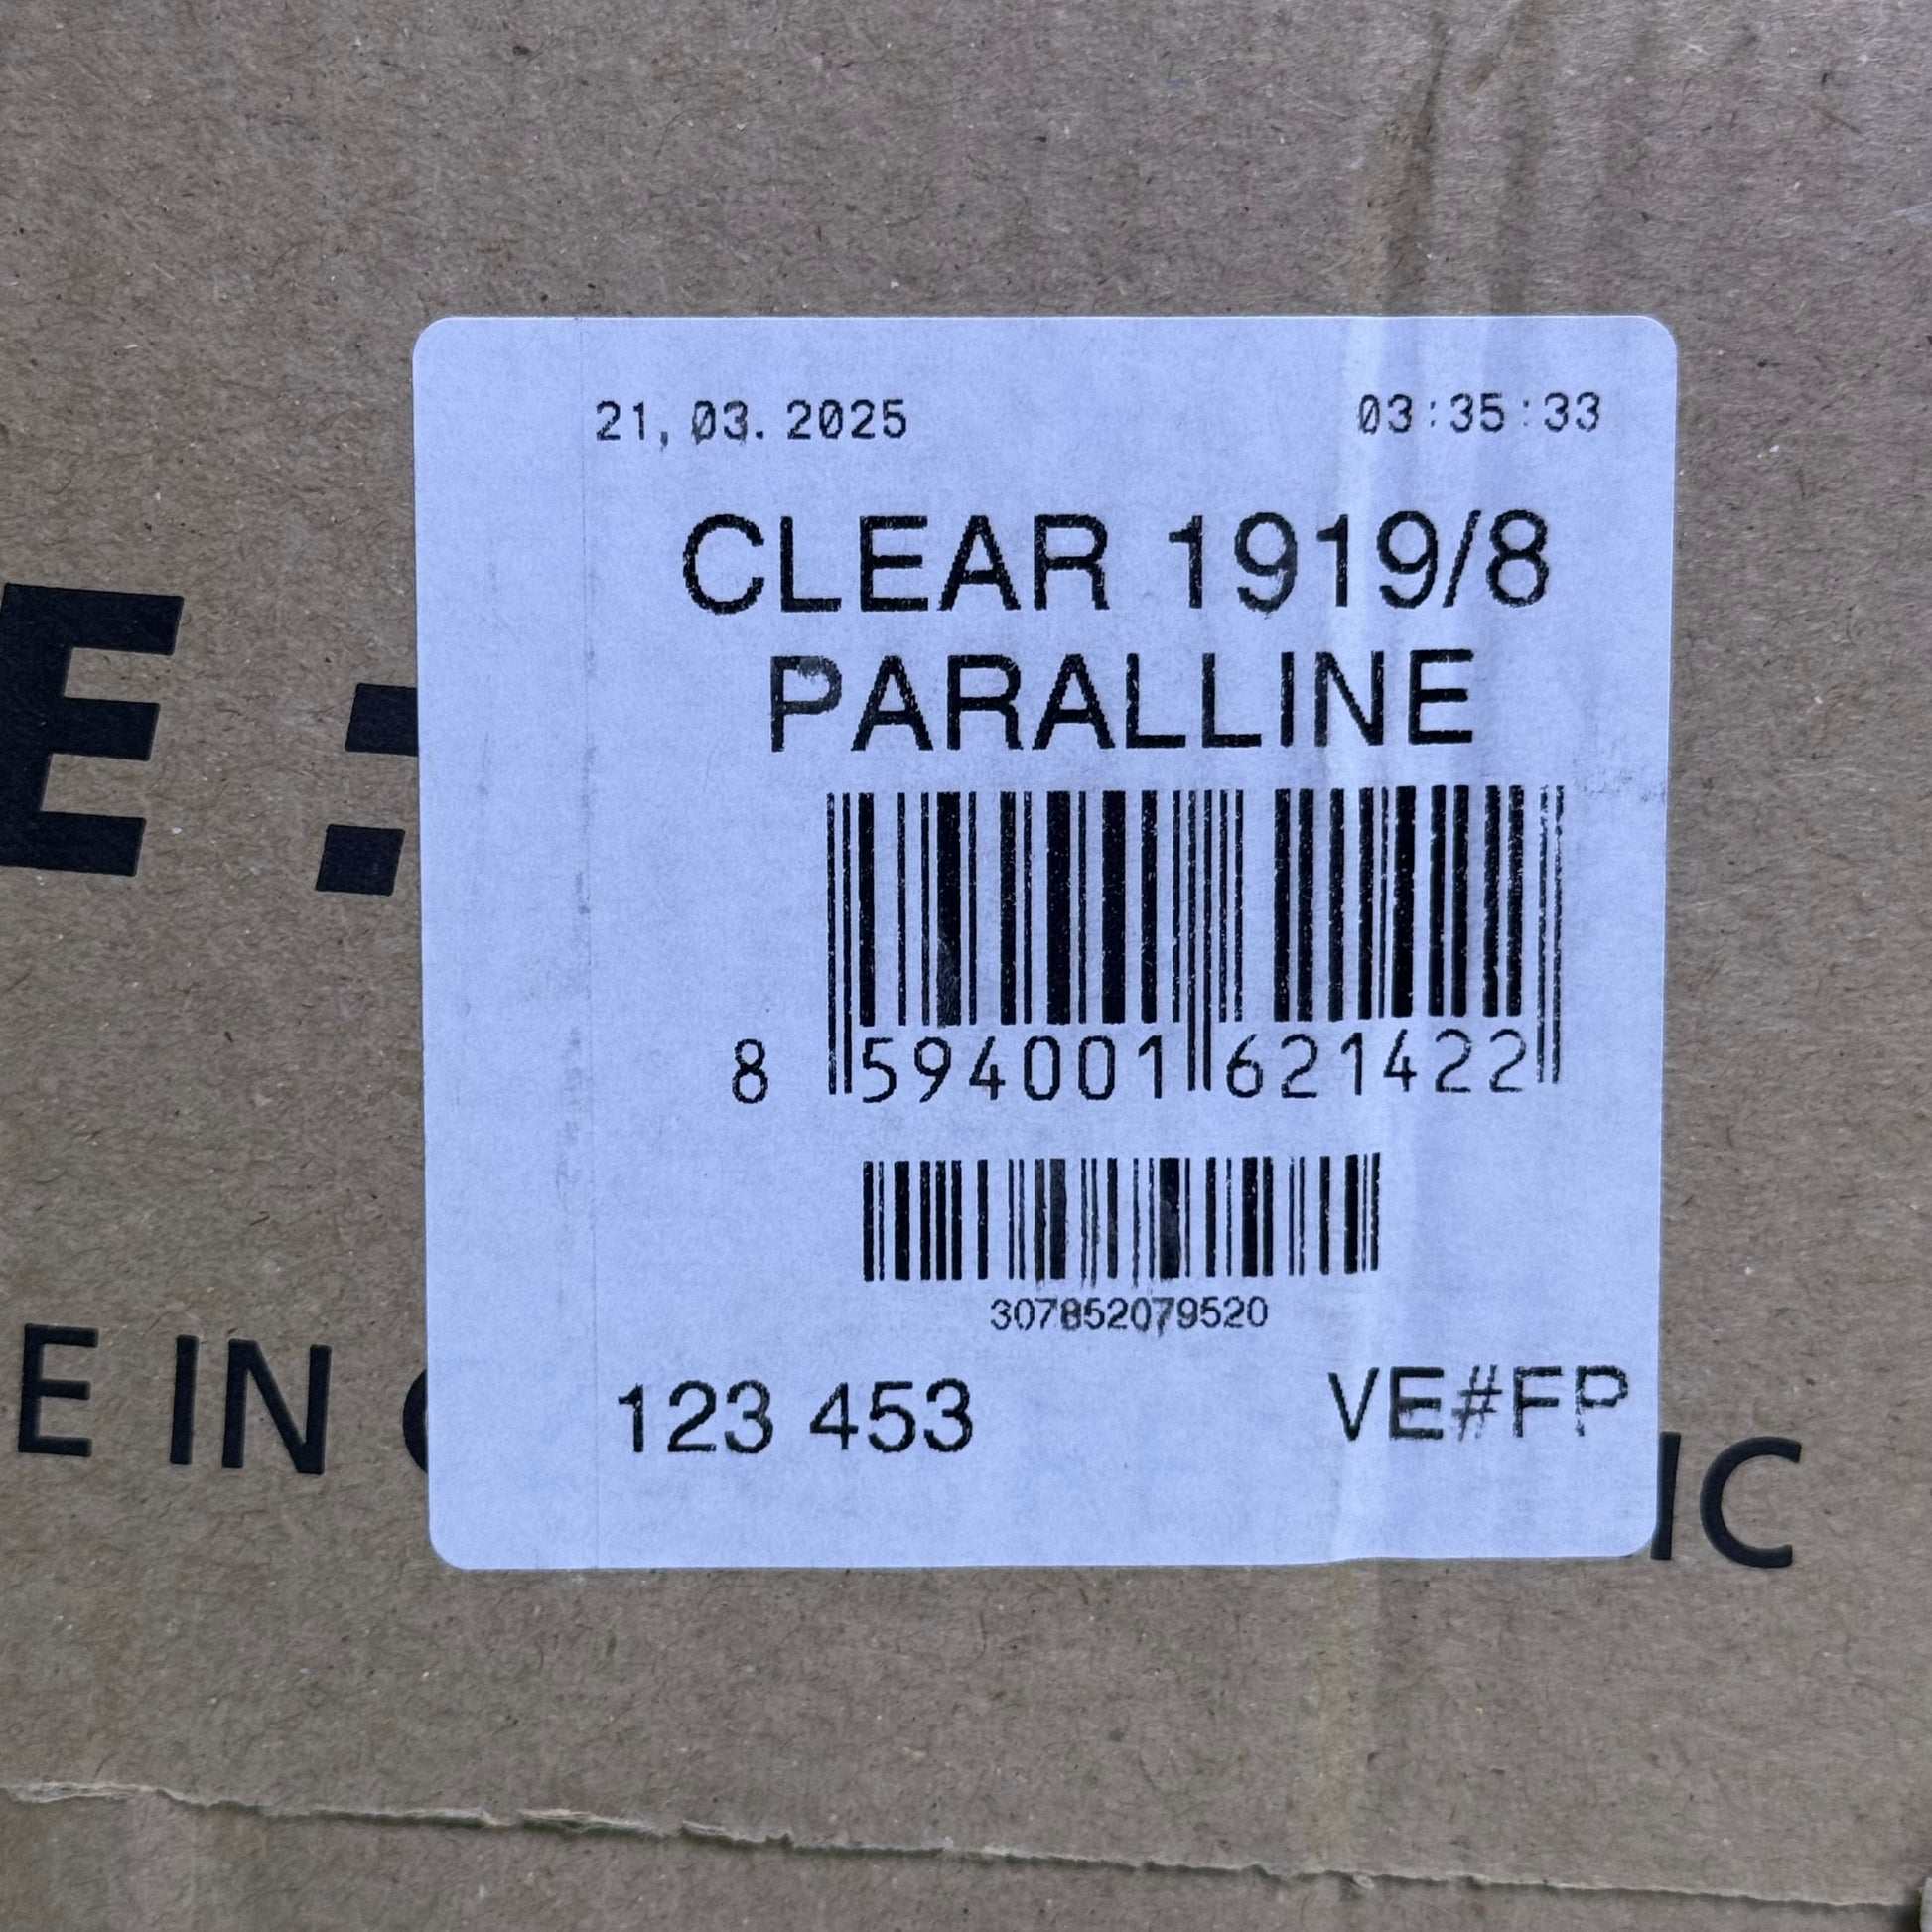 21,03.2025 03:35:33
CLEAR 1919/8
PARALLINE
E:
8 594001 621422
307852079520
E IN
123 453 VE#FP
IC